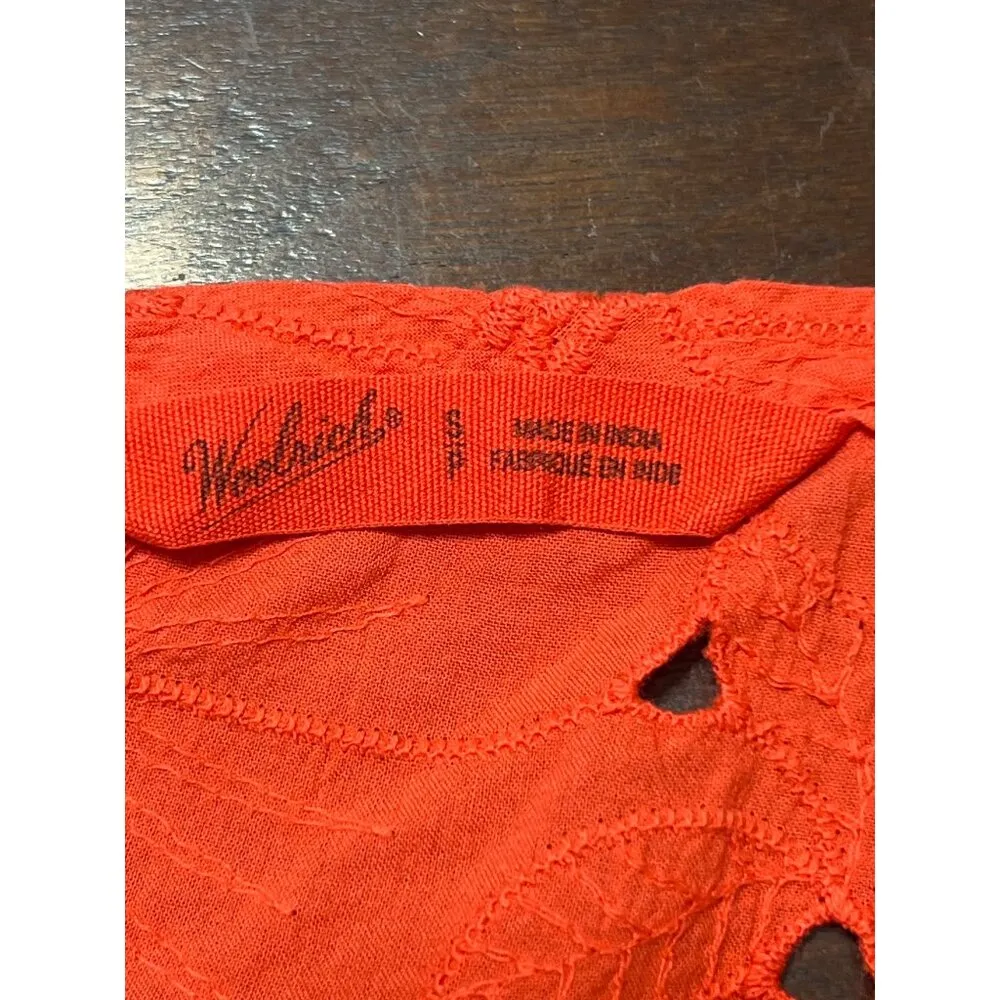 Woolrich®
S
P
MADE IN INDIA
FABRIQUÉ EN INDE